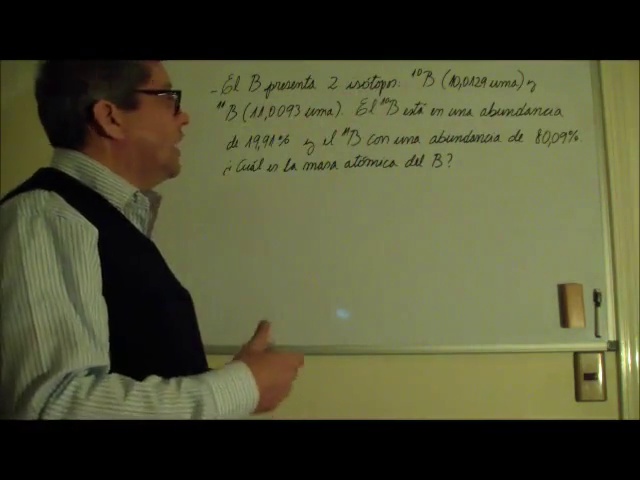 - El B presenta 2 isótopos: ¹⁰B (10,0129 uma) y
¹¹B (11,0093 uma). El ¹⁰B está en una abundancia
de 19,91% y el ¹¹B con una abundancia de 80,09%.
¿Cuál es la masa atómica del B?